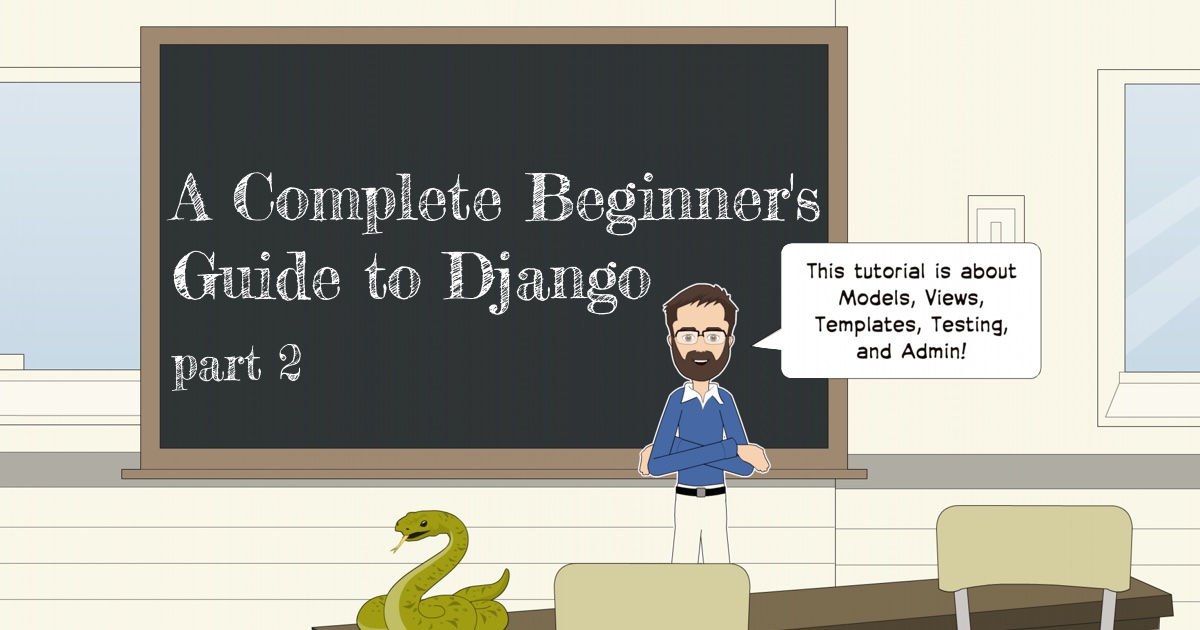 A Complete Beginner's
Guide to Django
part 2
This tutorial is about
Models, Views,
Templates, Testing,
and Admin!